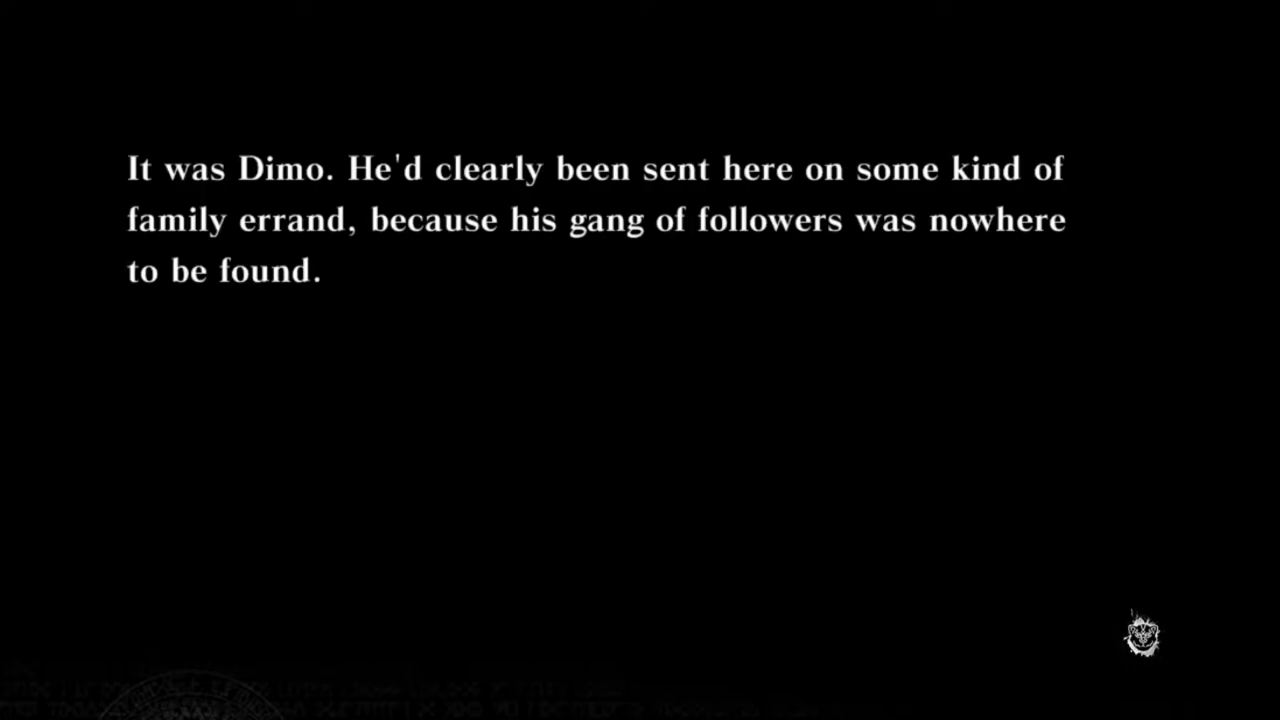 It was Dimo. He'd clearly been sent here on some kind of
family errand, because his gang of followers was nowhere
to be found.